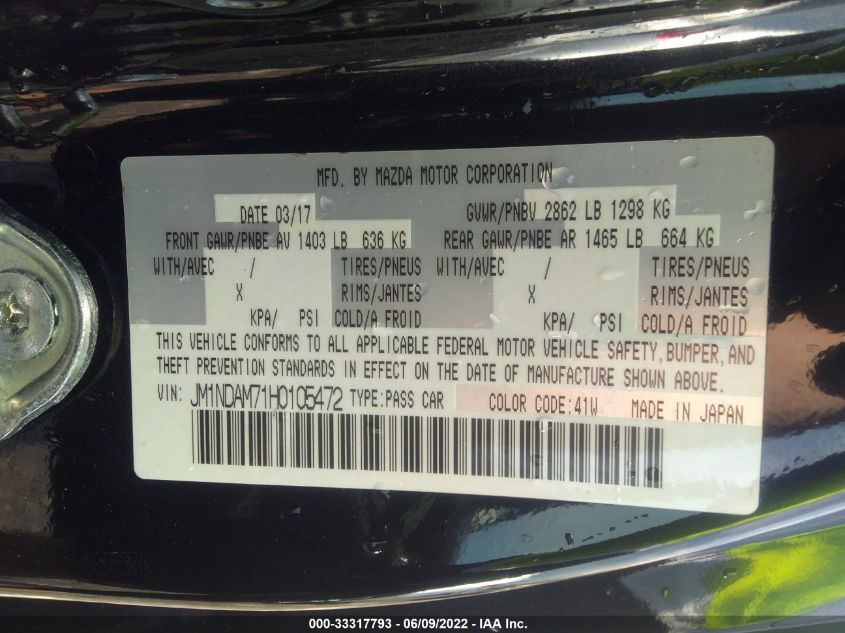 MFD. BY MAZDA MOTOR CORPORATION
DATE 03/17 GVWR/PNBV 2862 LB 1298 KG
FRONT GAWR/PNBE AV 1403 LB 636 KG REAR GAWR/PNBE AR 1465 LB 664 KG
WITH/AVEC / TIRES/PNEUS WITH/AVEC / TIRES/PNEUS
X RIMS/JANTES X RIMS/JANTES
KPA/ PSI COLD/A FROID KPA/ PSI COLD/A FROID
THIS VEHICLE CONFORMS TO ALL APPLICABLE FEDERAL MOTOR VEHICLE SAFETY, BUMPER, AND
THEFT PREVENTION STANDARDS IN EFFECT ON THE DATE OF MANUFACTURE SHOWN ABOVE.
VIN: JM1NDAM71H0105472 TYPE:PASS CAR COLOR CODE:41W MADE IN JAPAN
000-33317793 - 06/09/2022 - IAA Inc.